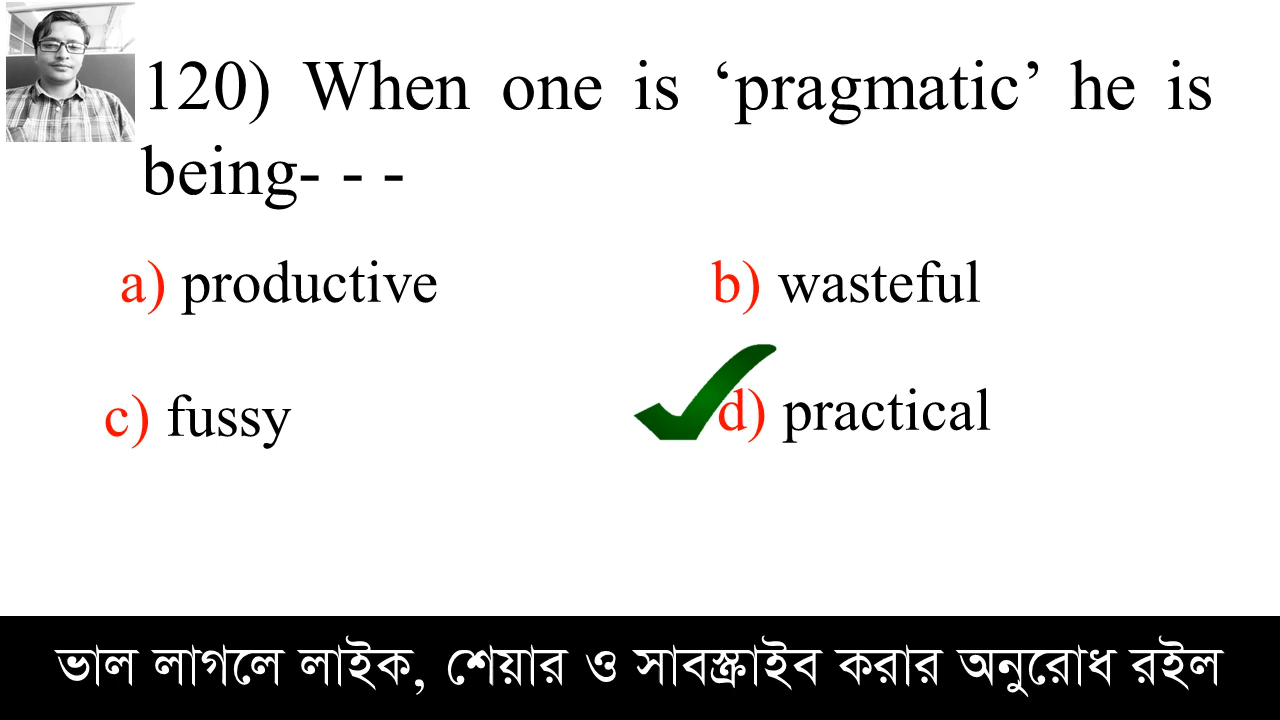 120) When one is ‘pragmatic’ he is
being- - -
a) productive b) wasteful
c) fussy d) practical
ভাল লাগলে লাইক, শেয়ার ও সাবস্ক্রাইব করার অনুরোধ রইল